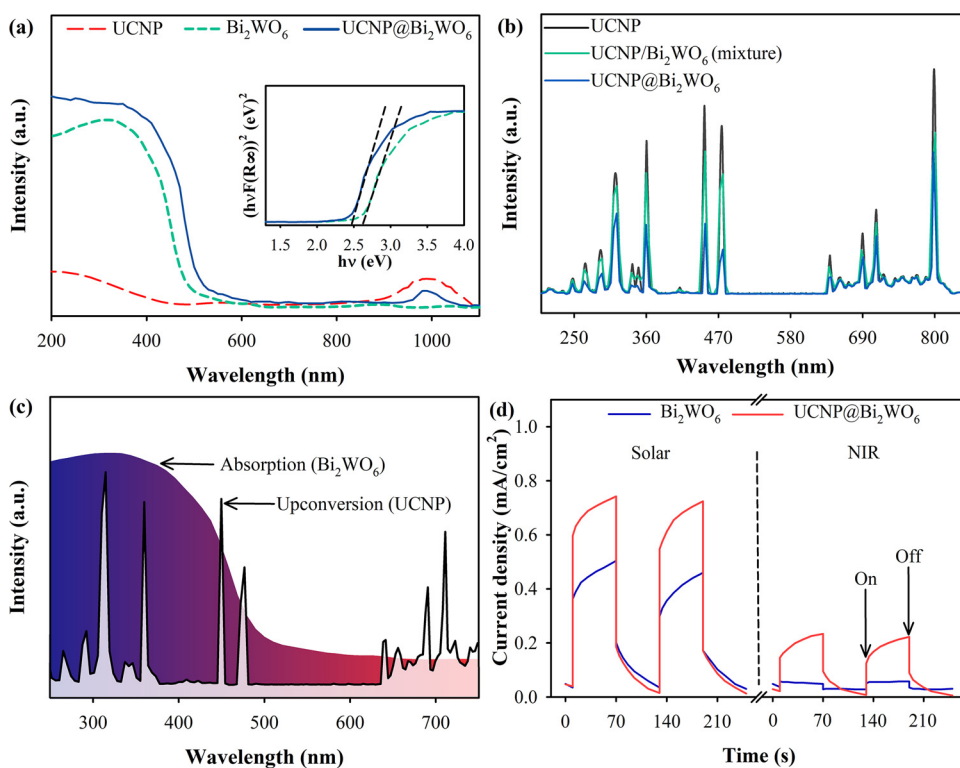 (a) UCNP Bi₂WO₆ UCNP@Bi₂WO₆
Intensity (a.u.)
(hνF(R∞))² (eV)²
1.5 2.0 2.5 3.0 3.5 4.0
hν (eV)
200 400 600 800 1000
Wavelength (nm)
(b) UCNP
UCNP/Bi₂WO₆ (mixture)
UCNP@Bi₂WO₆
Intensity (a.u.)
250 360 470 580 690 800
Wavelength (nm)
(c)
Absorption (Bi₂WO₆)
Upconversion (UCNP)
Intensity (a.u.)
300 400 500 600 700
Wavelength (nm)
(d) Bi₂WO₆ UCNP@Bi₂WO₆
Solar NIR
On Off
Current density (mA/cm²)
1.0
0.8
0.6
0.4
0.2
0.0
0 70 140 210 0 70 140 210
Time (s)